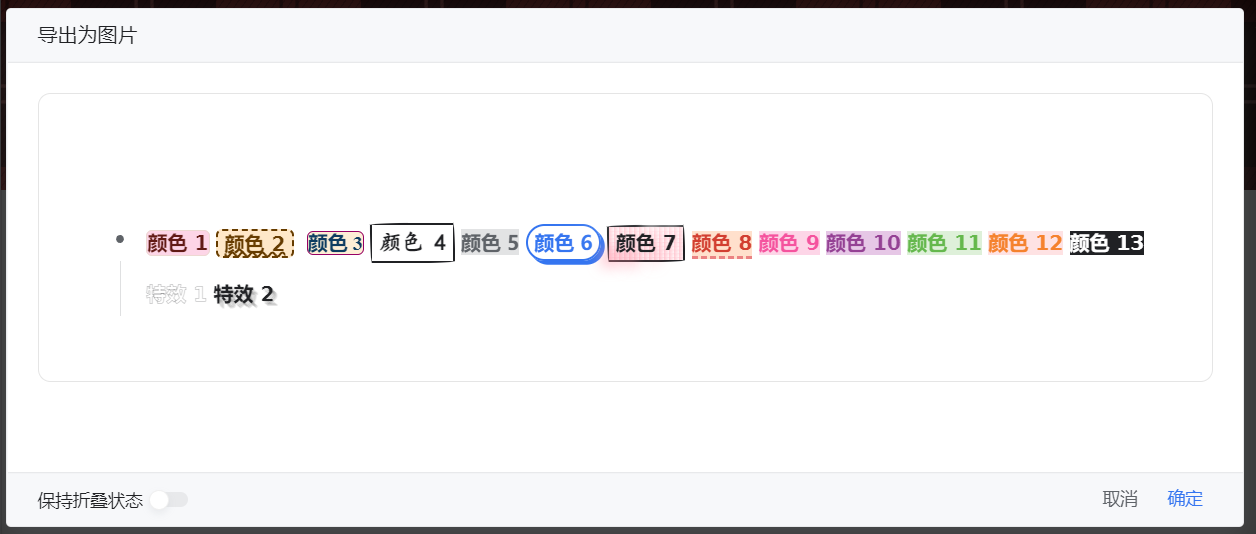 导出为图片
颜色 1 颜色 2 颜色 3 颜色 4 颜色 5 颜色 6 颜色 7 颜色 8 颜色 9 颜色 10 颜色 11 颜色 12 颜色 13
特效 1 特效 2
保持折叠状态 取消 确定